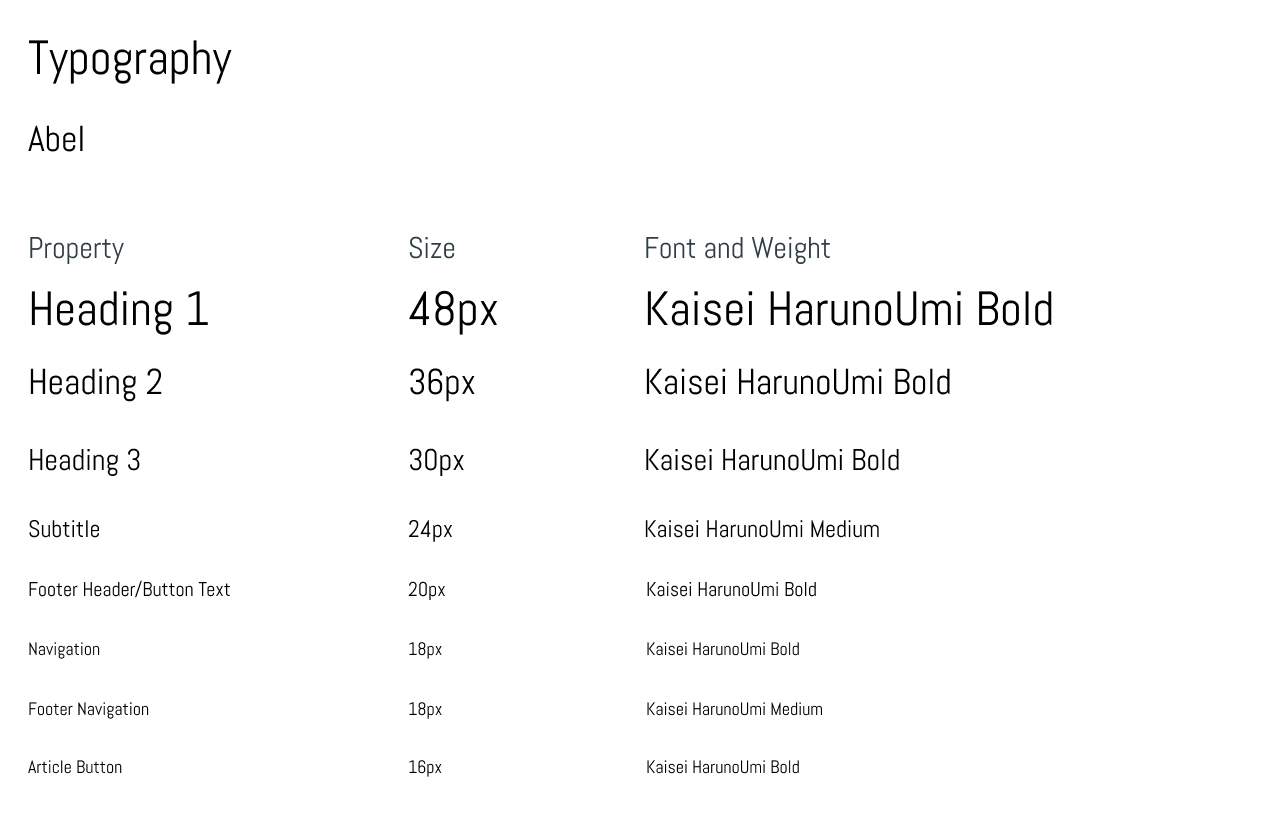 Typography
Abel
Property Size Font and Weight
Heading 1 48px Kaisei HarunoUmi Bold
Heading 2 36px Kaisei HarunoUmi Bold
Heading 3 30px Kaisei HarunoUmi Bold
Subtitle 24px Kaisei HarunoUmi Medium
Footer Header/Button Text 20px Kaisei HarunoUmi Bold
Navigation 18px Kaisei HarunoUmi Bold
Footer Navigation 18px Kaisei HarunoUmi Medium
Article Button 16px Kaisei HarunoUmi Bold